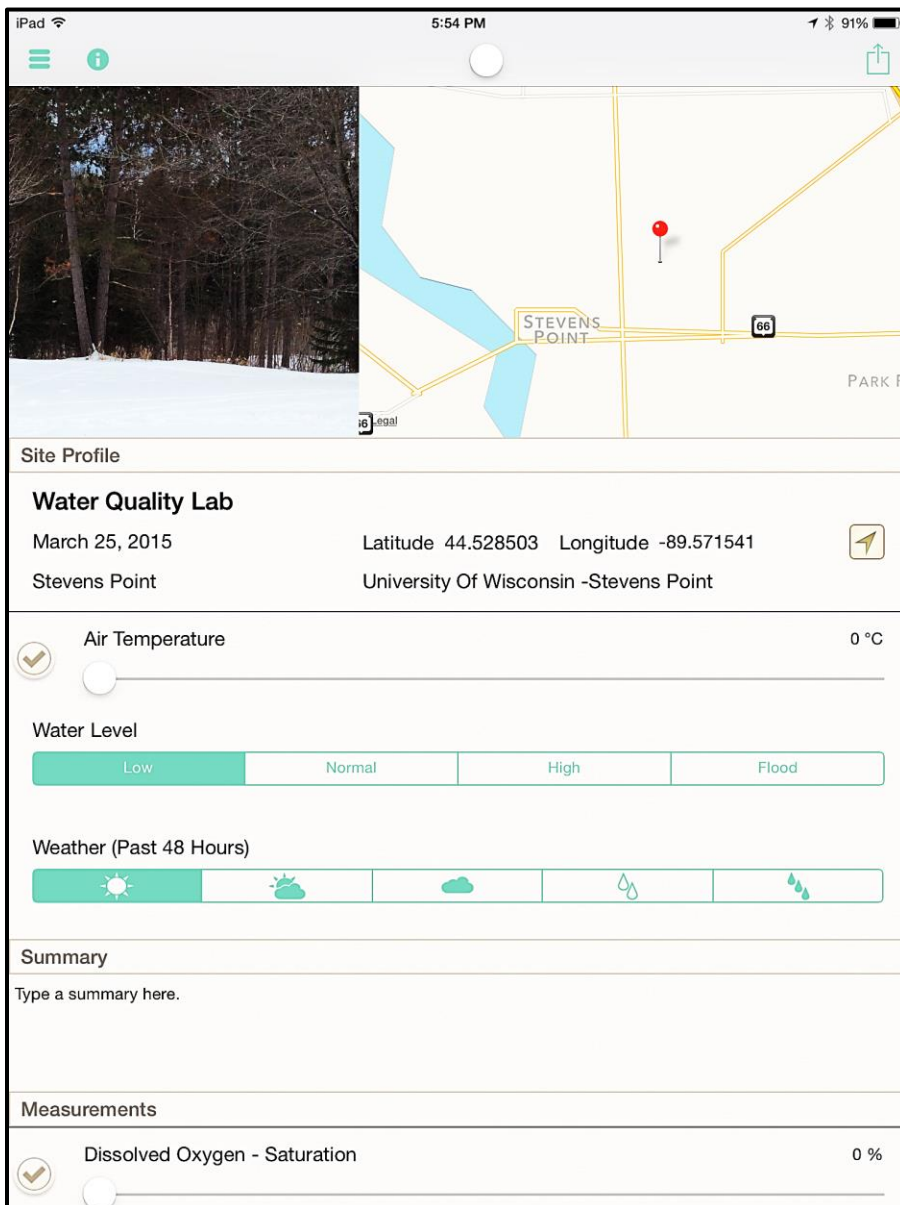 iPad 5:54 PM 91%
STEVENS
POINT
66
PARK
66 Legal
Site Profile
Water Quality Lab
March 25, 2015 Latitude 44.528503 Longitude -89.571541
Stevens Point University Of Wisconsin -Stevens Point
Air Temperature 0 °C
Water Level
Low Normal High Flood
Weather (Past 48 Hours)
Summary
Type a summary here.
Measurements
Dissolved Oxygen - Saturation 0 %